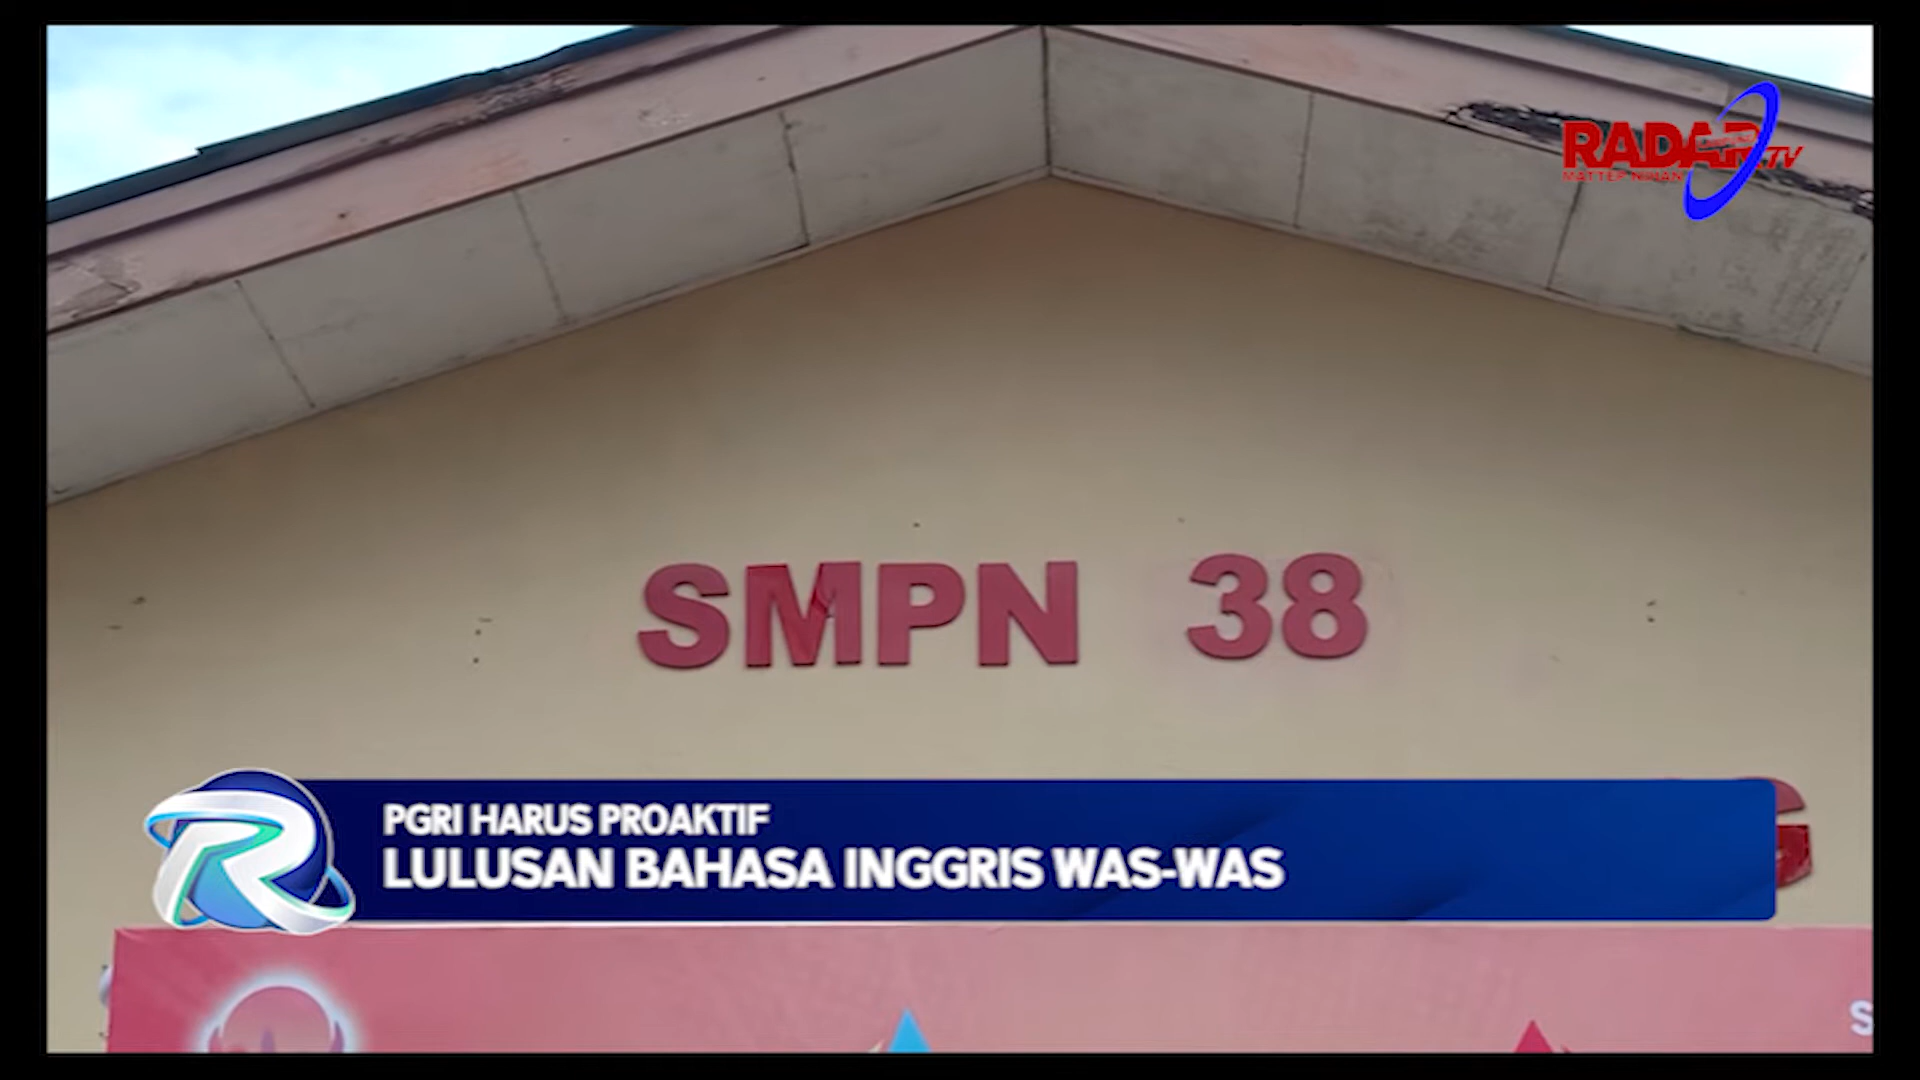 RADAR TV
SMPN 38
PGRI HARUS PROAKTIF
LULUSAN BAHASA INGGRIS WAS-WAS
S